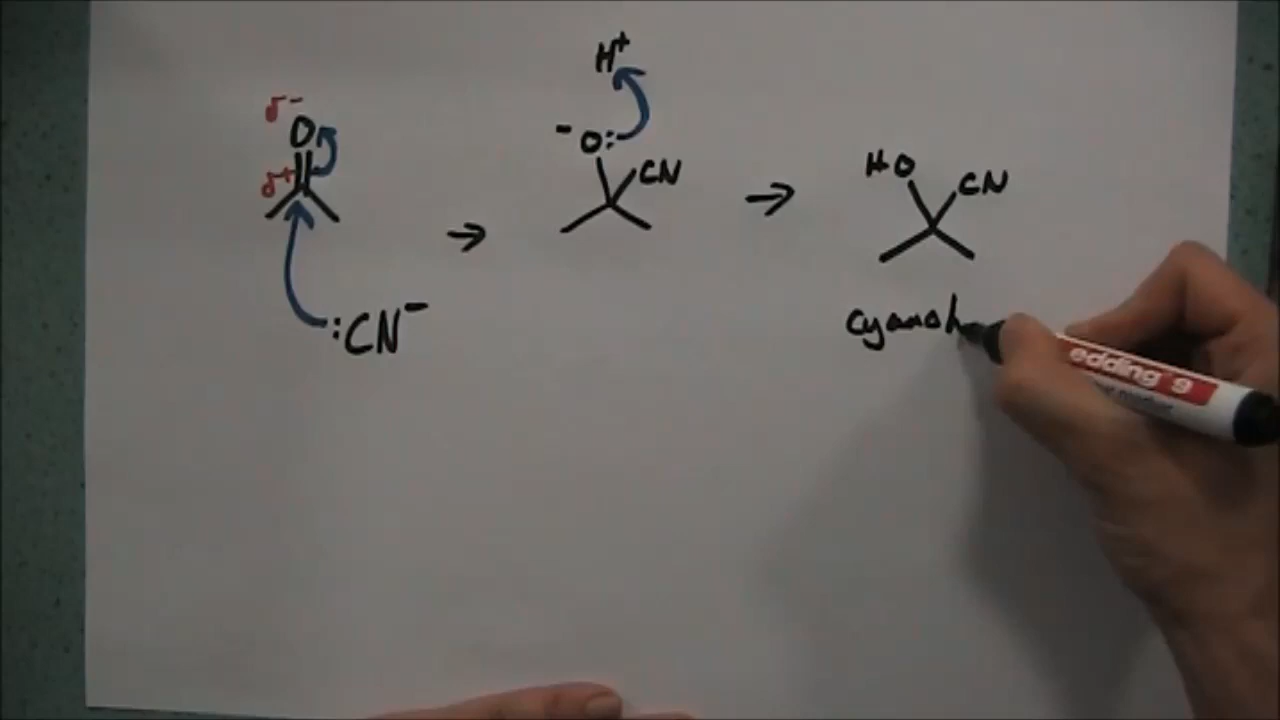 H⁺
δ⁻
O
δ+
:CN⁻
⁻O:
CN
HO
CN
cyanoh
edding 9